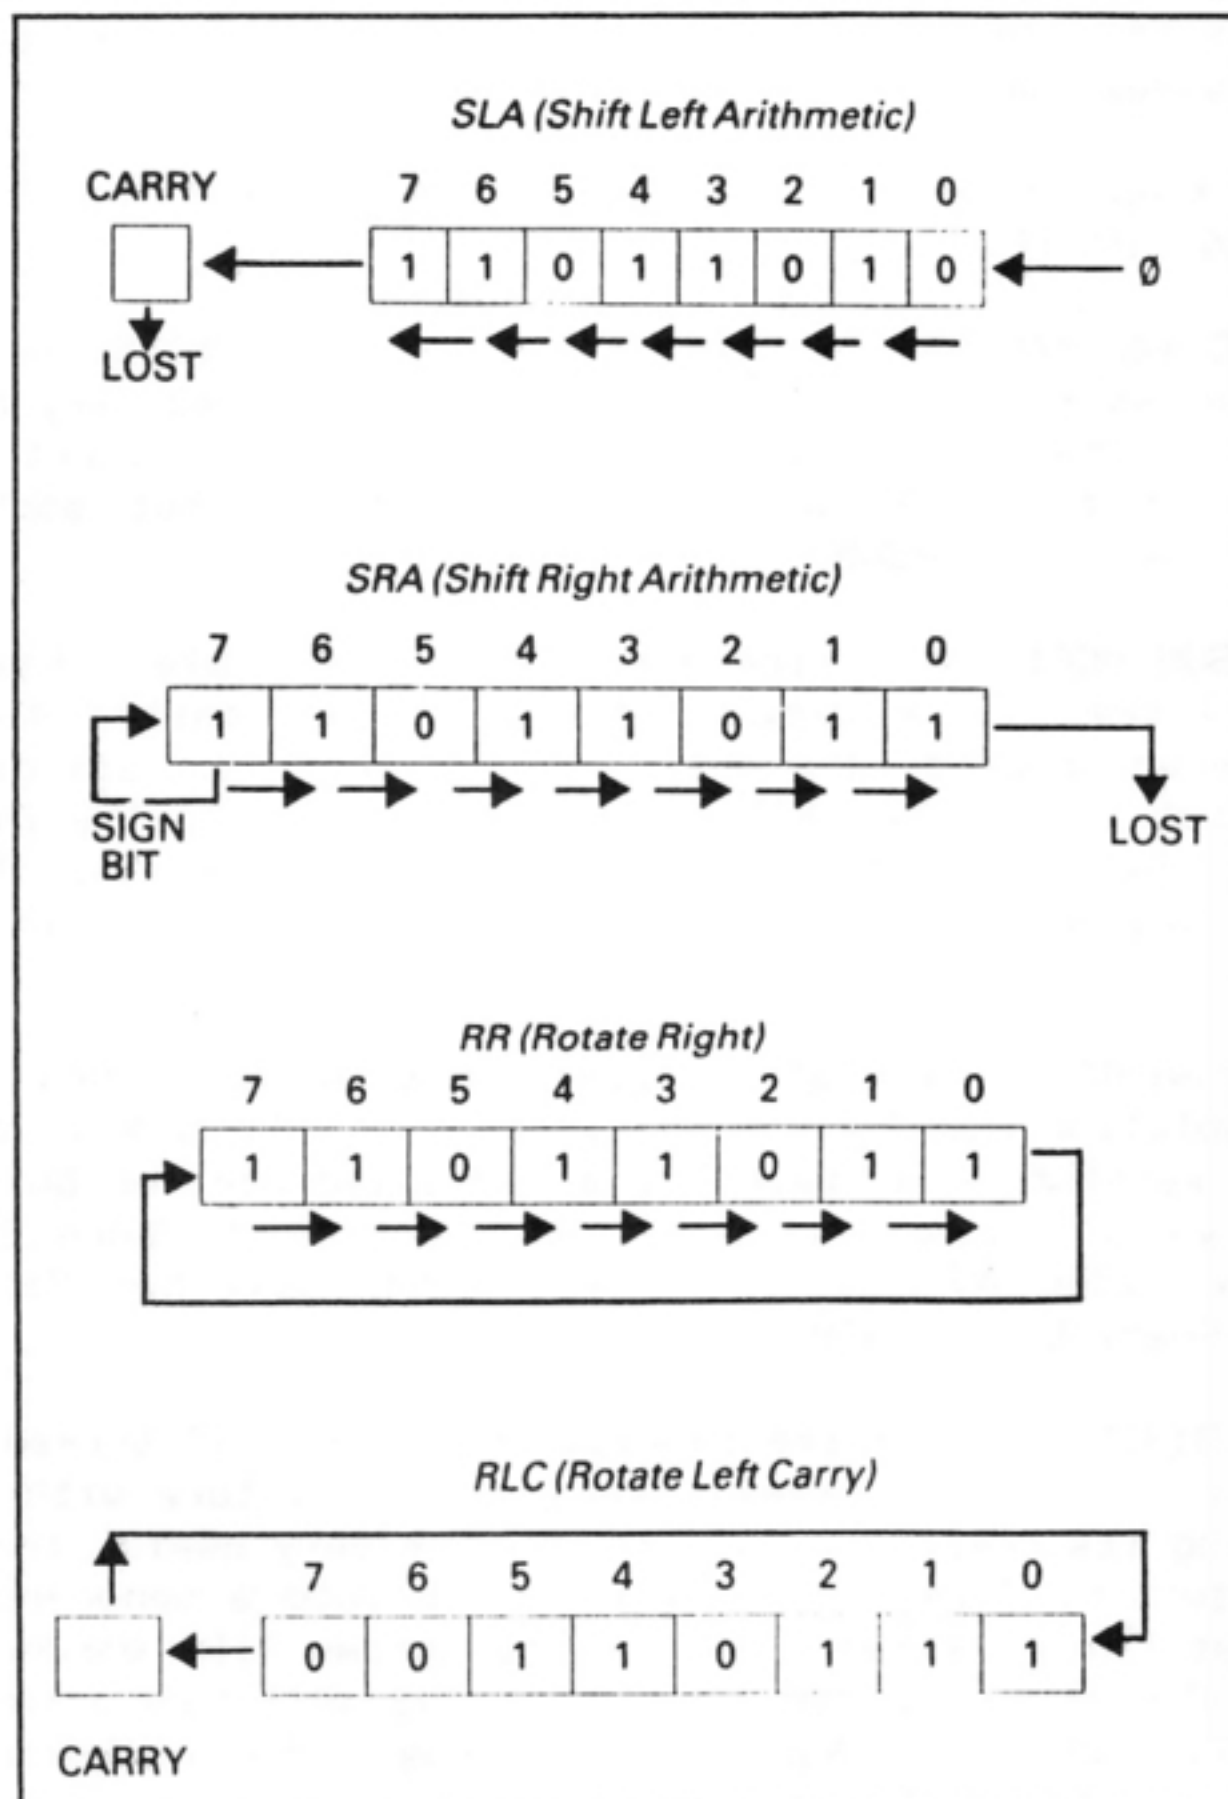 SLA (Shift Left Arithmetic)
CARRY 7 6 5 4 3 2 1 0
1 1 0 1 1 0 1 0 Ø
LOST
SRA (Shift Right Arithmetic)
7 6 5 4 3 2 1 0
1 1 0 1 1 0 1 1
SIGN
BIT
LOST
RR (Rotate Right)
7 6 5 4 3 2 1 0
1 1 0 1 1 0 1 1
RLC (Rotate Left Carry)
7 6 5 4 3 2 1 0
0 0 1 1 0 1 1 1
CARRY